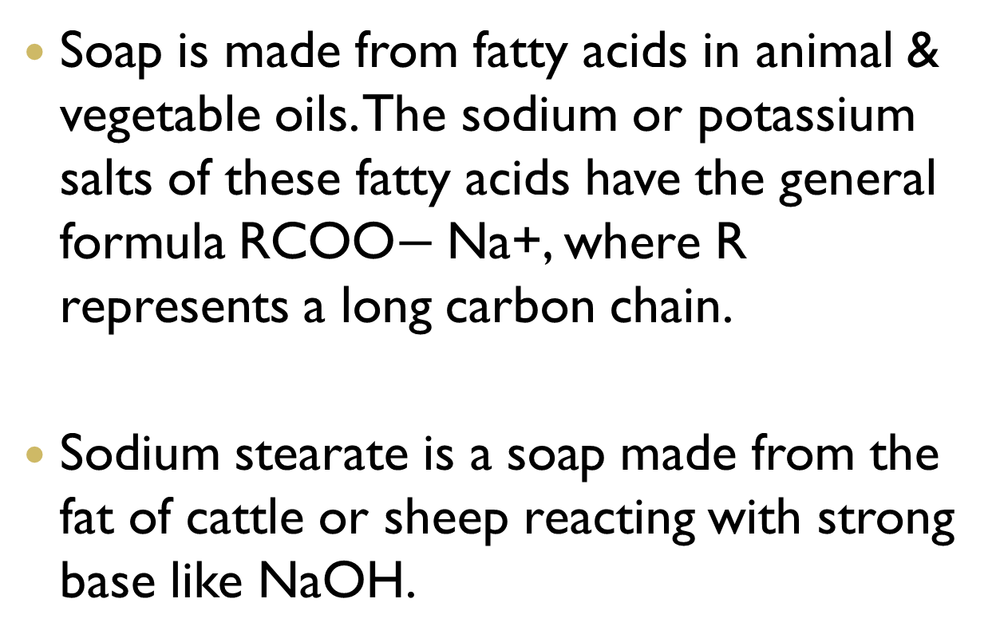 • Soap is made from fatty acids in animal &
vegetable oils. The sodium or potassium
salts of these fatty acids have the general
formula RCOO− Na+, where R
represents a long carbon chain.
• Sodium stearate is a soap made from the
fat of cattle or sheep reacting with strong
base like NaOH.